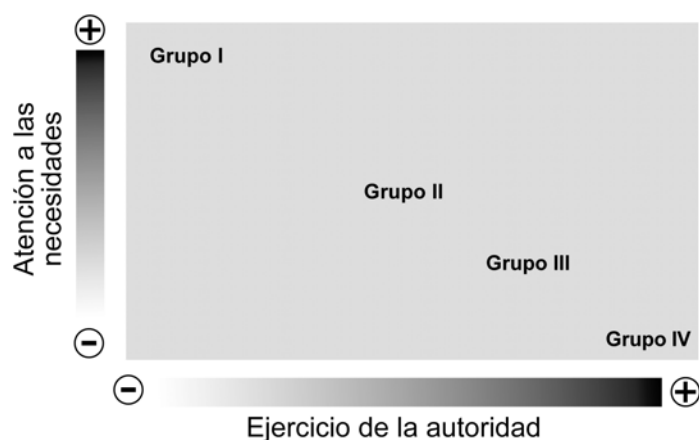 +
Grupo I
Atención a las
necesidades
Grupo II
Grupo III
Grupo IV
−
−
+
Ejercicio de la autoridad